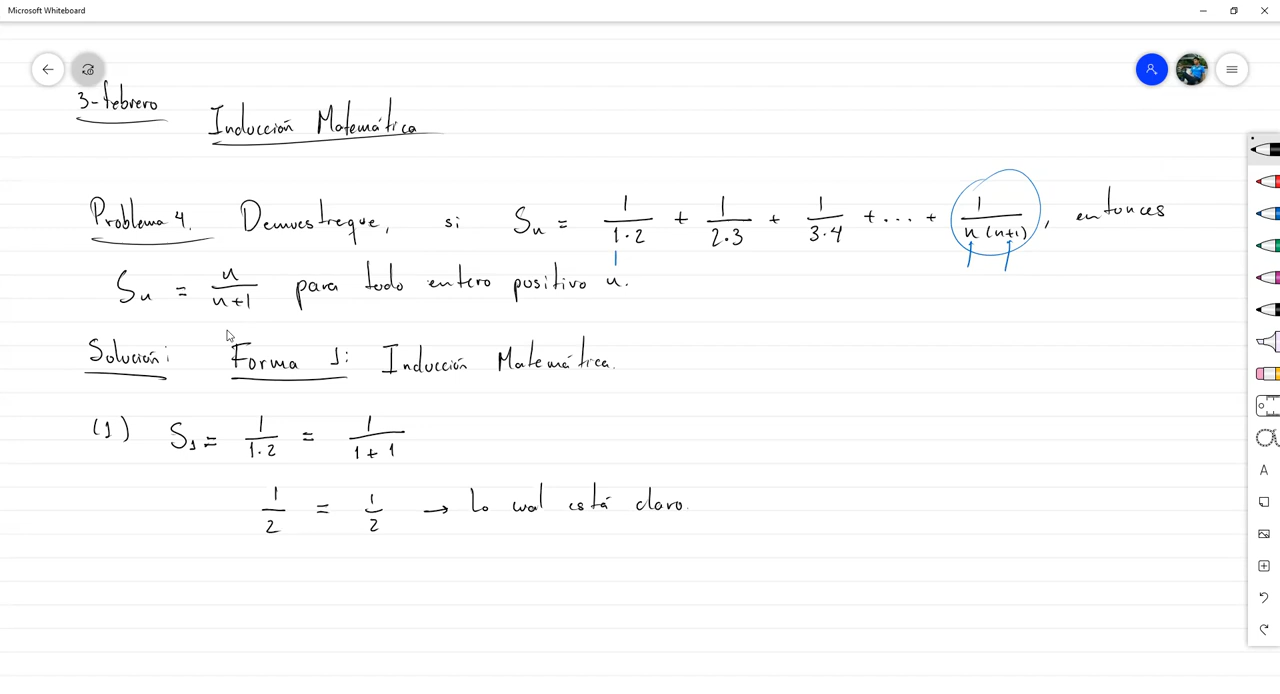 Microsoft Whiteboard
3-febrero
Inducción Matemática
Problema 4. Demuestreque, si Sn = 1/(1·2) + 1/(2·3) + 1/(3·4) + ... + 1/(n(n+1)), entonces
Sn = n/(n+1) para todo entero positivo n.
Solución: Forma 1: Inducción Matemática.
(1) S1 = 1/(1·2) = 1/(1+1)
1/2 = 1/2 → Lo cual está claro.
A